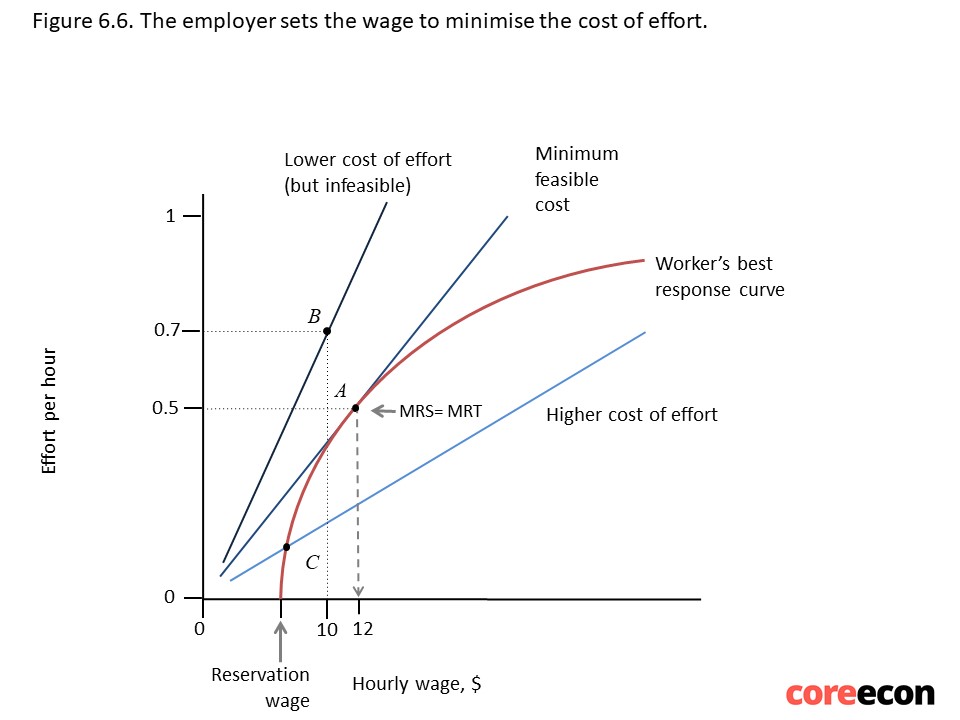 Figure 6.6. The employer sets the wage to minimise the cost of effort.
Lower cost of effort
(but infeasible)
Minimum
feasible
cost
1
Worker's best
response curve
B
0.7
A
0.5
MRS= MRT
Higher cost of effort
Effort per hour
C
0
0
10
12
Reservation
wage
Hourly wage, $
coreecon